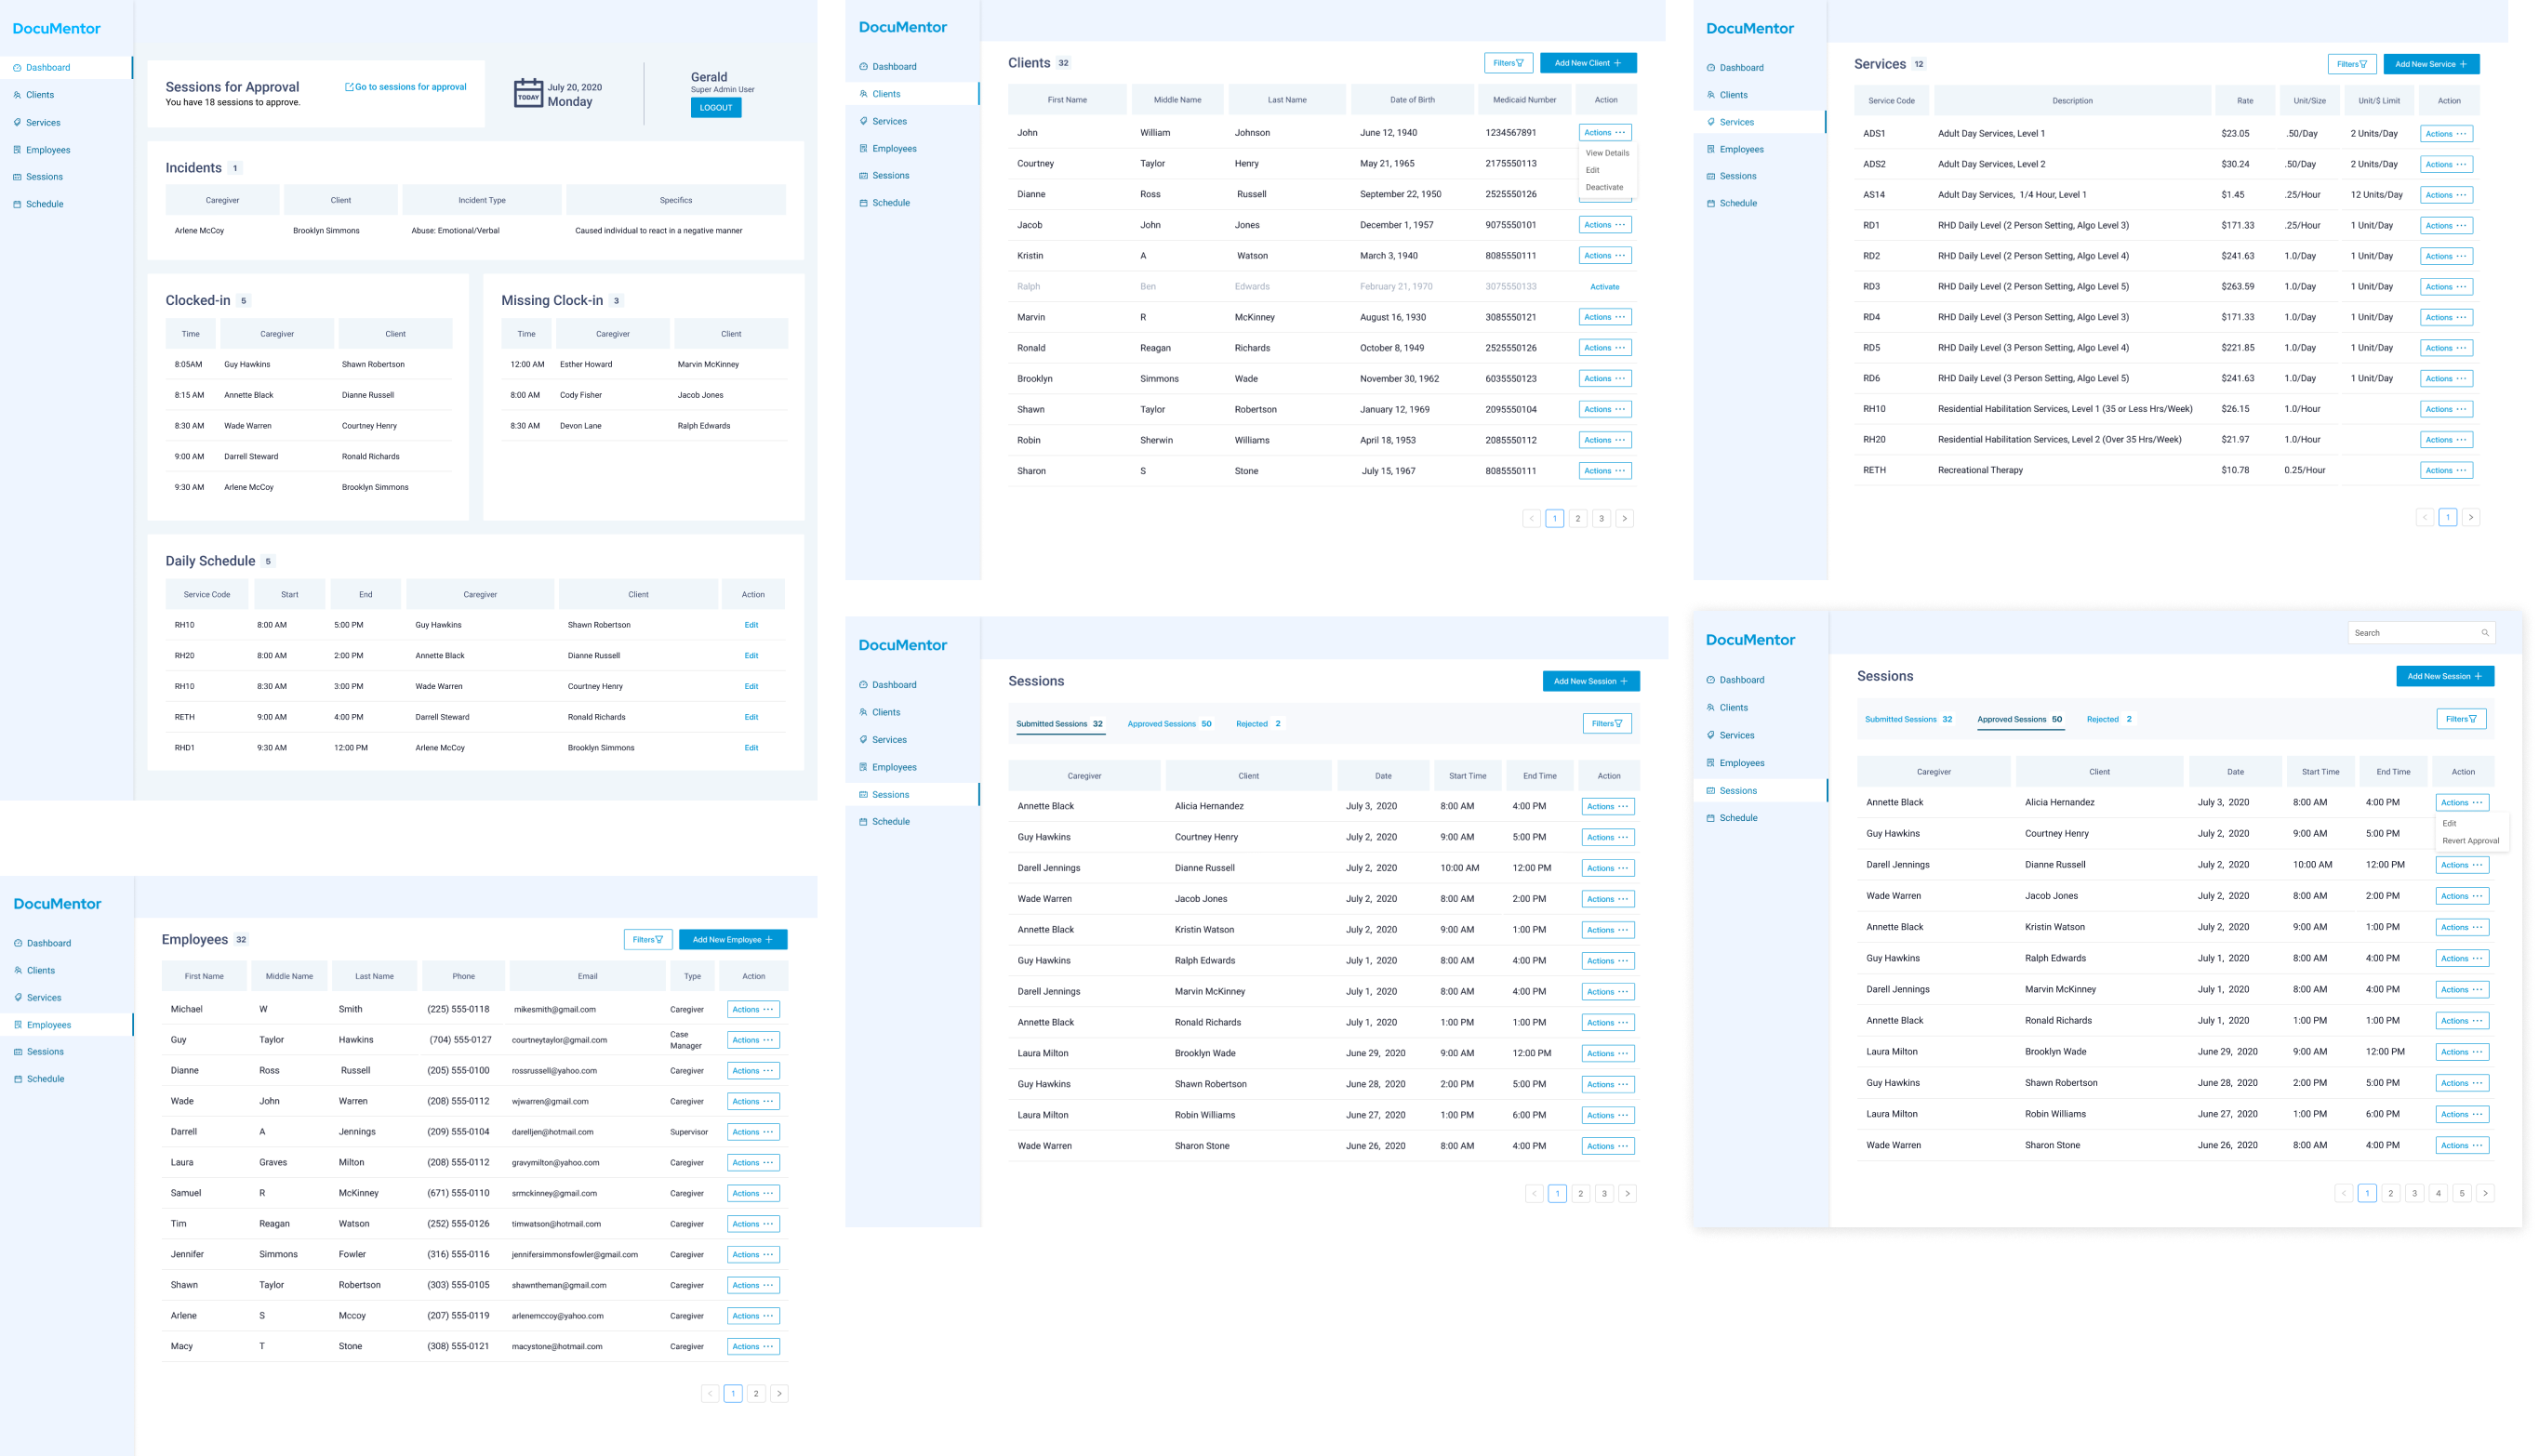 DocuMentor
Dashboard
Clients
Services
Employees
Sessions
Schedule
Sessions for Approval
You have 18 sessions to approve.
Go to sessions for approval
TODAY
July 20, 2020
Monday
Gerald
Super Admin User
LOGOUT
Incidents 1
Caregiver Client Incident Type Specifics
Arlene McCoy Brooklyn Simmons Abuse: Emotional/Verbal Caused individual to react in a negative manner
Clocked-in 5
Time Caregiver Client
8:05AM Guy Hawkins Shawn Robertson
8:15 AM Annette Black Dianne Russell
8:30 AM Wade Warren Courtney Henry
9:00 AM Darrell Steward Ronald Richards
9:30 AM Arlene McCoy Brooklyn Simmons
Missing Clock-in 3
Time Caregiver Client
12:00 AM Esther Howard Marvin McKinney
8:00 AM Cody Fisher Jacob Jones
8:30 AM Devon Lane Ralph Edwards
Daily Schedule 5
Service Code Start End Caregiver Client Action
RH10 8:00 AM 5:00 PM Guy Hawkins Shawn Robertson Edit
RH20 8:00 AM 2:00 PM Annette Black Dianne Russell Edit
RH10 8:30 AM 3:00 PM Wade Warren Courtney Henry Edit
RETH 9:00 AM 4:00 PM Darrell Steward Ronald Richards Edit
RHD1 9:30 AM 12:00 PM Arlene McCoy Brooklyn Simmons Edit
DocuMentor
Dashboard
Clients
Services
Employees
Sessions
Schedule
Clients 32
Filters
Add New Client +
First Name Middle Name Last Name Date of Birth Medicaid Number Action
John William Johnson June 12, 1940 1234567891 Actions ···
View Details
Edit
Deactivate
Courtney Taylor Henry May 21, 1965 2175550113
Dianne Ross Russell September 22, 1950 2525550126
Jacob John Jones December 1, 1957 9075550101 Actions ···
Kristin A Watson March 3, 1940 8085550111 Actions ···
Ralph Ben Edwards February 21, 1970 3075550133 Activate
Marvin R McKinney August 16, 1930 3085550121 Actions ···
Ronald Reagan Richards October 8, 1949 2525550126 Actions ···
Brooklyn Simmons Wade November 30, 1962 6035550123 Actions ···
Shawn Taylor Robertson January 12, 1969 2095550104 Actions ···
Robin Sherwin Williams April 18, 1953 2085550112 Actions ···
Sharon S Stone July 15, 1967 8085550111 Actions ···
< 1 2 3 >
DocuMentor
Dashboard
Clients
Services
Employees
Sessions
Schedule
Services 12
Filters
Add New Service +
Service Code Description Rate Unit/Size Unit/$ Limit Action
ADS1 Adult Day Services, Level 1 $23.05 .50/Day 2 Units/Day Actions ···
ADS2 Adult Day Services, Level 2 $30.24 .50/Day 2 Units/Day Actions ···
AS14 Adult Day Services, 1/4 Hour, Level 1 $1.45 .25/Hour 12 Units/Day Actions ···
RD1 RHD Daily Level (2 Person Setting, Algo Level 3) $171.33 .25/Hour 1 Unit/Day Actions ···
RD2 RHD Daily Level (2 Person Setting, Algo Level 4) $241.63 1.0/Day 1 Unit/Day Actions ···
RD3 RHD Daily Level (2 Person Setting, Algo Level 5) $263.59 1.0/Day 1 Unit/Day Actions ···
RD4 RHD Daily Level (3 Person Setting, Algo Level 3) $171.33 1.0/Day 1 Unit/Day Actions ···
RD5 RHD Daily Level (3 Person Setting, Algo Level 4) $221.85 1.0/Day 1 Unit/Day Actions ···
RD6 RHD Daily Level (3 Person Setting, Algo Level 5) $241.63 1.0/Day 1 Unit/Day Actions ···
RH10 Residential Habilitation Services, Level 1 (35 or Less Hrs/Week) $26.15 1.0/Hour Actions ···
RH20 Residential Habilitation Services, Level 2 (Over 35 Hrs/Week) $21.97 1.0/Hour Actions ···
RETH Recreational Therapy $10.78 0.25/Hour Actions ···
< 1 >
DocuMentor
Dashboard
Clients
Services
Employees
Sessions
Schedule
Employees 32
Filters
Add New Employee +
First Name Middle Name Last Name Phone Email Type Action
Michael W Smith (225) 555-0118 mikesmith@gmail.com Caregiver Actions ···
Guy Taylor Hawkins (704) 555-0127 courtneytaylor@gmail.com Case Manager Actions ···
Dianne Ross Russell (205) 555-0100 rossrussell@yahoo.com Caregiver Actions ···
Wade John Warren (208) 555-0112 wjwarren@gmail.com Caregiver Actions ···
Darrell A Jennings (209) 555-0104 darelljen@hotmail.com Supervisor Actions ···
Laura Graves Milton (208) 555-0112 gravymilton@yahoo.com Caregiver Actions ···
Samuel R McKinney (671) 555-0110 srmckinney@gmail.com Caregiver Actions ···
Tim Reagan Watson (252) 555-0126 timwatson@hotmail.com Caregiver Actions ···
Jennifer Simmons Fowler (316) 555-0116 jennifersimmonsfowler@gmail.com Caregiver Actions ···
Shawn Taylor Robertson (303) 555-0105 shawntheman@gmail.com Caregiver Actions ···
Arlene S Mccoy (207) 555-0119 arlenemccoy@yahoo.com Caregiver Actions ···
Macy T Stone (308) 555-0121 macystone@hotmail.com Caregiver Actions ···
< 1 2 >
DocuMentor
Dashboard
Clients
Services
Employees
Sessions
Schedule
Sessions
Add New Session +
Submitted Sessions 32 Approved Sessions 50 Rejected 2
Filters
Caregiver Client Date Start Time End Time Action
Annette Black Alicia Hernandez July 3, 2020 8:00 AM 4:00 PM Actions ···
Guy Hawkins Courtney Henry July 2, 2020 9:00 AM 5:00 PM Actions ···
Darell Jennings Dianne Russell July 2, 2020 10:00 AM 12:00 PM Actions ···
Wade Warren Jacob Jones July 2, 2020 8:00 AM 2:00 PM Actions ···
Annette Black Kristin Watson July 2, 2020 9:00 AM 1:00 PM Actions ···
Guy Hawkins Ralph Edwards July 1, 2020 8:00 AM 4:00 PM Actions ···
Darell Jennings Marvin McKinney July 1, 2020 8:00 AM 4:00 PM Actions ···
Annette Black Ronald Richards July 1, 2020 1:00 PM 1:00 PM Actions ···
Laura Milton Brooklyn Wade June 29, 2020 9:00 AM 12:00 PM Actions ···
Guy Hawkins Shawn Robertson June 28, 2020 2:00 PM 5:00 PM Actions ···
Laura Milton Robin Williams June 27, 2020 1:00 PM 6:00 PM Actions ···
Wade Warren Sharon Stone June 26, 2020 8:00 AM 4:00 PM Actions ···
< 1 2 3 >
DocuMentor
Search
Dashboard
Clients
Services
Employees
Sessions
Schedule
Sessions
Add New Session +
Submitted Sessions 32 Approved Sessions 50 Rejected 2
Filters
Caregiver Client Date Start Time End Time Action
Annette Black Alicia Hernandez July 3, 2020 8:00 AM 4:00 PM Actions ···
Edit
Revert Approval
Guy Hawkins Courtney Henry July 2, 2020 9:00 AM 5:00 PM
Darell Jennings Dianne Russell July 2, 2020 10:00 AM 12:00 PM Actions ···
Wade Warren Jacob Jones July 2, 2020 8:00 AM 2:00 PM Actions ···
Annette Black Kristin Watson July 2, 2020 9:00 AM 1:00 PM Actions ···
Guy Hawkins Ralph Edwards July 1, 2020 8:00 AM 4:00 PM Actions ···
Darell Jennings Marvin McKinney July 1, 2020 8:00 AM 4:00 PM Actions ···
Annette Black Ronald Richards July 1, 2020 1:00 PM 1:00 PM Actions ···
Laura Milton Brooklyn Wade June 29, 2020 9:00 AM 12:00 PM Actions ···
Guy Hawkins Shawn Robertson June 28, 2020 2:00 PM 5:00 PM Actions ···
Laura Milton Robin Williams June 27, 2020 1:00 PM 6:00 PM Actions ···
Wade Warren Sharon Stone June 26, 2020 8:00 AM 4:00 PM Actions ···
< 1 2 3 4 5 >